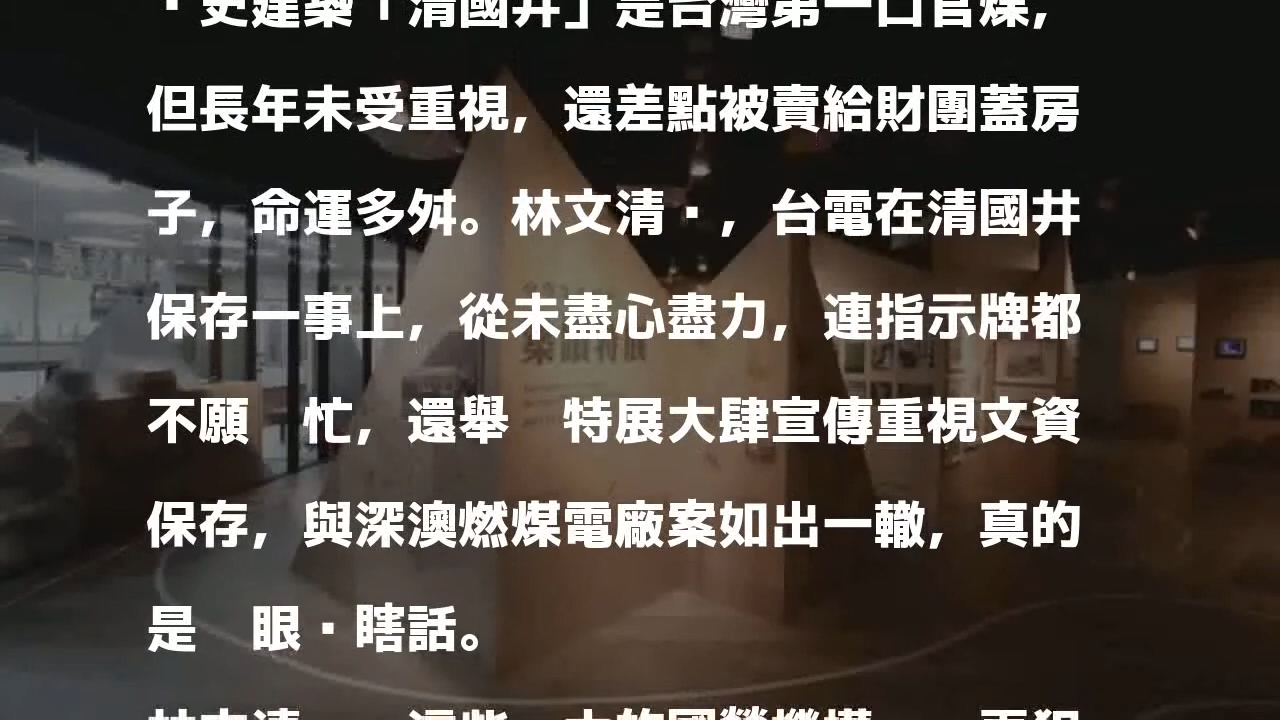 ▪史建築「清國井」是台灣第一口官煤,
但長年未受重視, 還差點被賣給財團蓋房
子, 命運多舛。林文清▪, 台電在清國井
保存一事上, 從未盡心盡力, 連指示牌都
不願　忙, 還舉　特展大肆宣傳重視文資
保存, 與深澳燃煤電廠案如出一轍, 真的
是　眼▪瞎話。